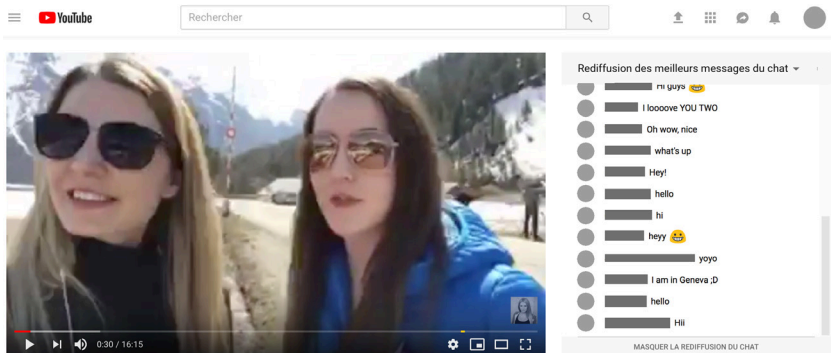 YouTube
Rechercher
Rediffusion des meilleurs messages du chat
Hi guys 😀
I loooove YOU TWO
Oh wow, nice
what's up
Hey!
hello
hi
heyy 😀
yoyo
I am in Geneva ;D
hello
Hii
0:30 / 16:15
MASQUER LA REDIFFUSION DU CHAT